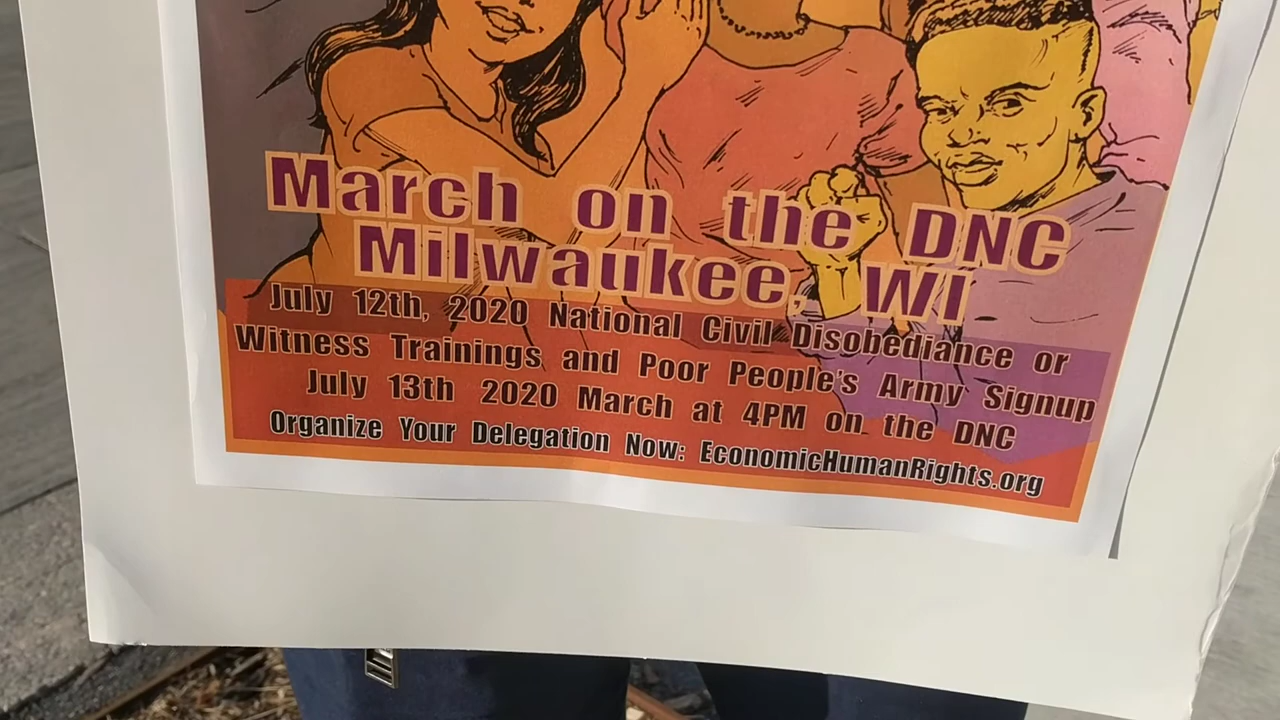 March on the DNC
Milwaukee, WI
July 12th, 2020 National Civil Disobediance or
Witness Trainings and Poor People's Army Signup
July 13th 2020 March at 4PM on the DNC
Organize Your Delegation Now: EconomicHumanRights.org